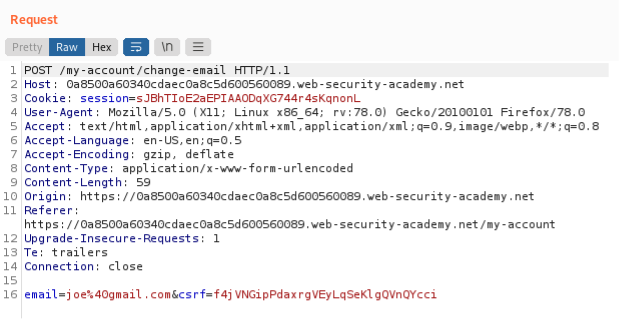 Request
Pretty Raw Hex \n
1 POST /my-account/change-email HTTP/1.1
2 Host: 0a8500a60340cdaec0a8c5d600560089.web-security-academy.net
3 Cookie: session=sJBhTIoE2aEPIAAODqXG744r4sKqnonL
4 User-Agent: Mozilla/5.0 (X11; Linux x86_64; rv:78.0) Gecko/20100101 Firefox/78.0
5 Accept: text/html,application/xhtml+xml,application/xml;q=0.9,image/webp,*/*;q=0.8
6 Accept-Language: en-US,en;q=0.5
7 Accept-Encoding: gzip, deflate
8 Content-Type: application/x-www-form-urlencoded
9 Content-Length: 59
10 Origin: https://0a8500a60340cdaec0a8c5d600560089.web-security-academy.net
11 Referer:
https://0a8500a60340cdaec0a8c5d600560089.web-security-academy.net/my-account
12 Upgrade-Insecure-Requests: 1
13 Te: trailers
14 Connection: close
15
16 email=joe%40gmail.com&csrf=f4jVNGipPdaxrgVEyLqSeKlgQVnQYcci